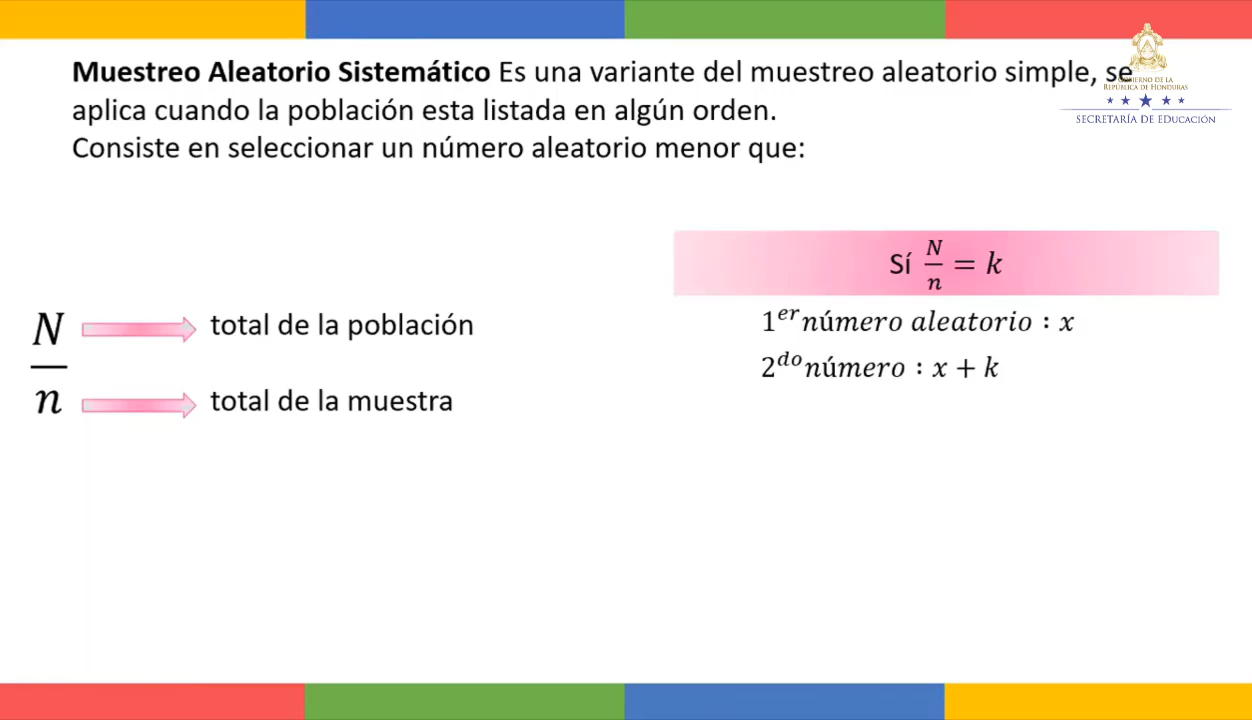 Muestreo Aleatorio Sistemático Es una variante del muestreo aleatorio simple, se
aplica cuando la población esta listada en algún orden.
Consiste en seleccionar un número aleatorio menor que:
GOBIERNO DE LA
REPÚBLICA DE HONDURAS
SECRETARÍA DE EDUCACIÓN
N/n
total de la población
total de la muestra
Sí N/n = k
1er número aleatorio : x
2do número : x + k